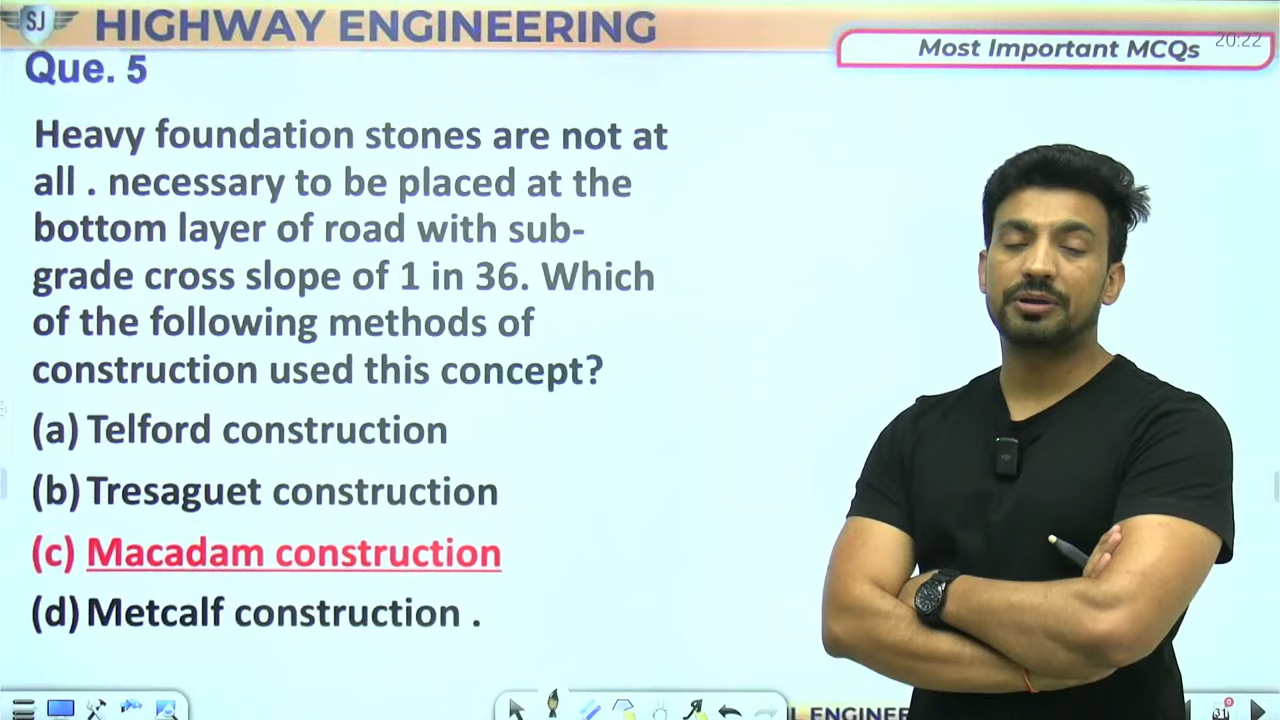 SJ
HIGHWAY ENGINEERING
Most Important MCQs
20:22
Que. 5
Heavy foundation stones are not at
all . necessary to be placed at the
bottom layer of road with sub-
grade cross slope of 1 in 36. Which
of the following methods of
construction used this concept?
(a) Telford construction
(b) Tresaguet construction
(c) Macadam construction
(d) Metcalf construction .
L ENGINEE
31